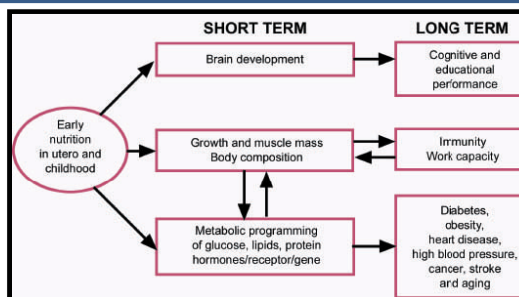 SHORT TERM
LONG TERM
Brain development
Cognitive and
educational
performance
Early
nutrition
in utero and
childhood
Growth and muscle mass
Body composition
Immunity
Work capacity
Metabolic programming
of glucose, lipids, protein
hormones/receptor/gene
Diabetes,
obesity,
heart disease,
high blood pressure,
cancer, stroke
and aging